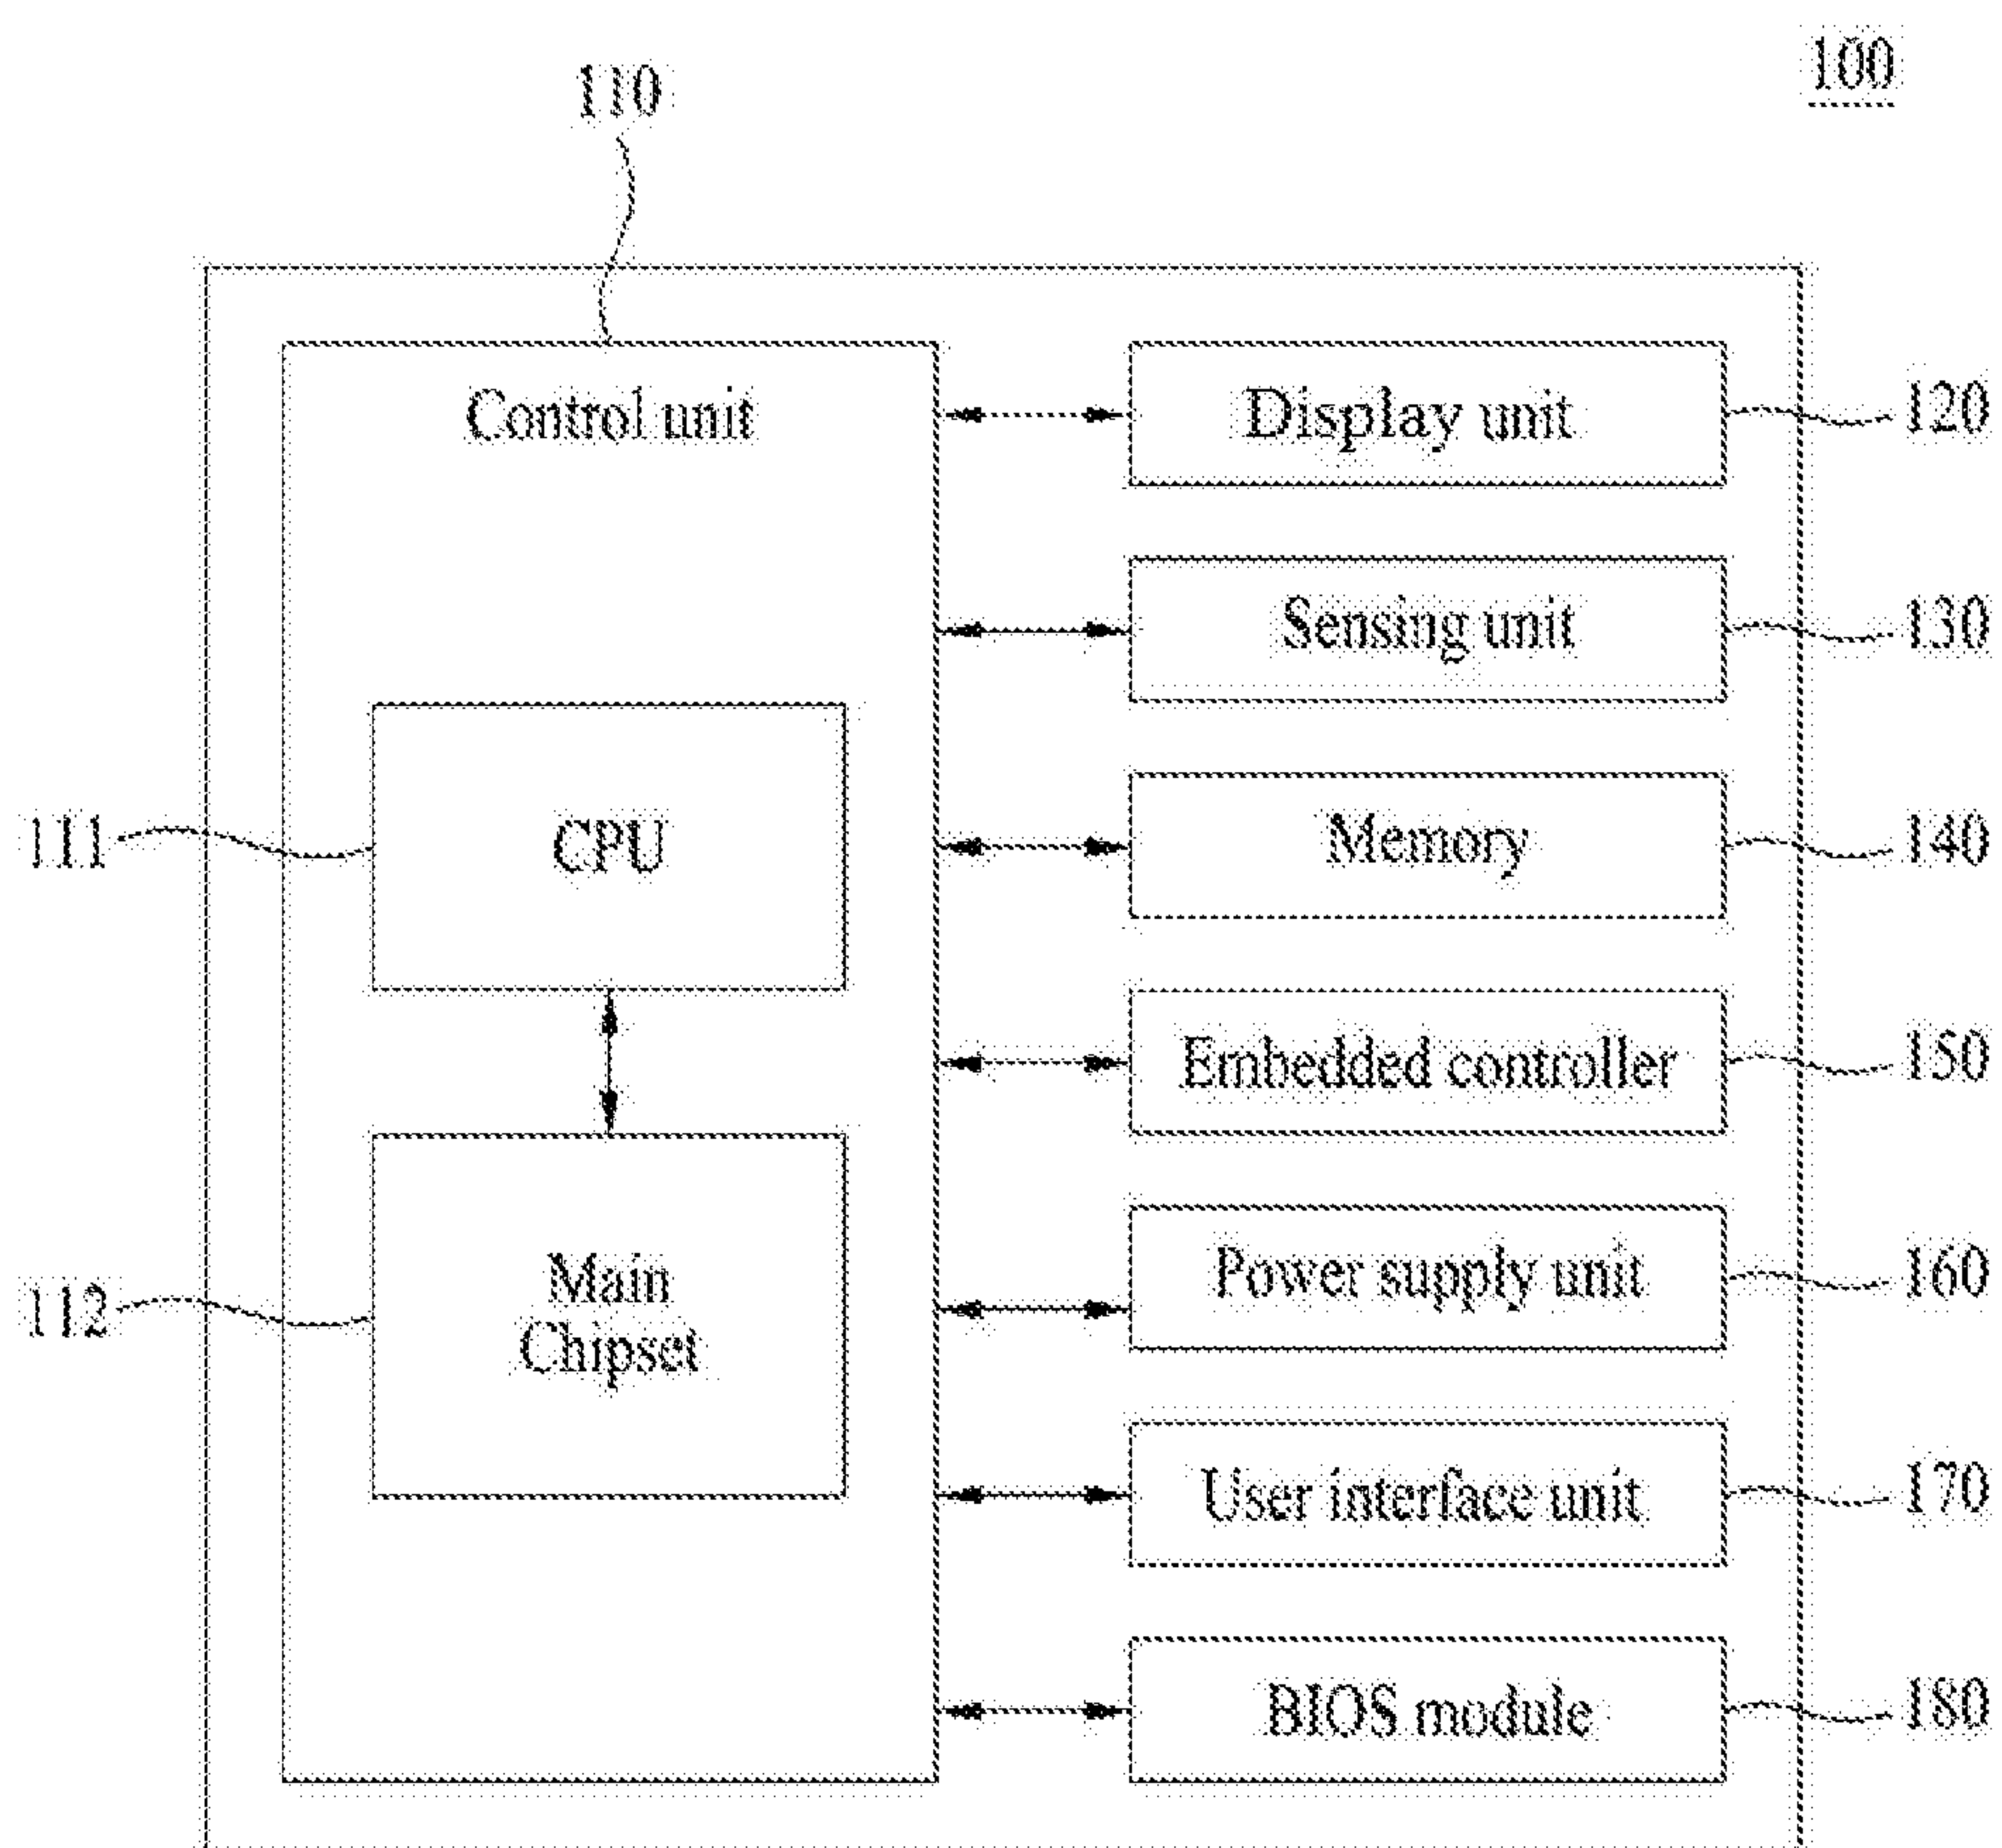 100
110
Control unit
Display unit
120
Sensing unit
130
111
CPU
Memory
140
Embedded controller
150
112
Main
Chipset
Power supply unit
160
User interface unit
170
BIOS module
180